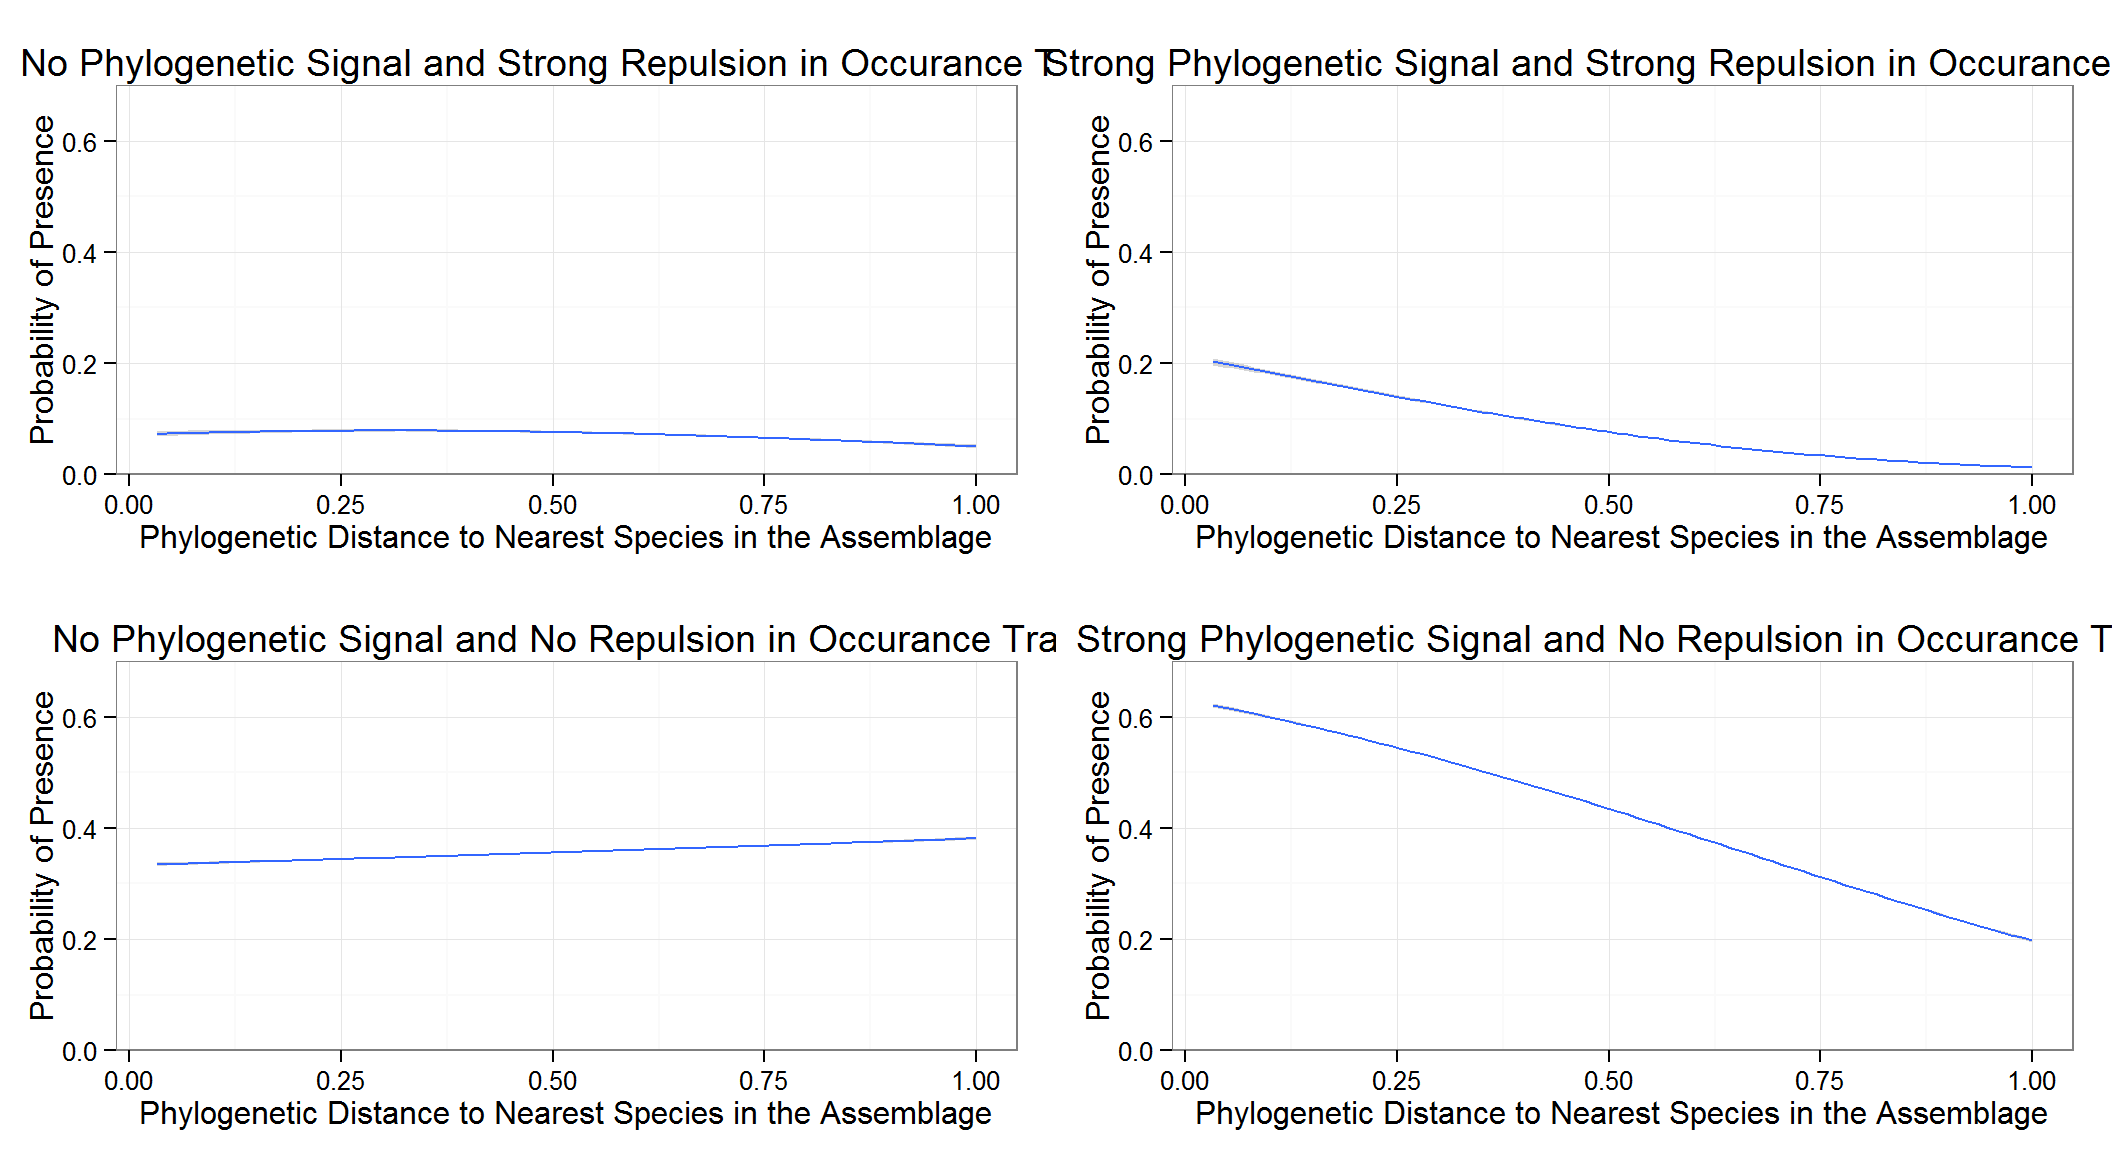 No Phylogenetic Signal and Strong Repulsion in Occurance T
Probability of Presence
0.6
0.4
0.2
0.0
0.00 0.25 0.50 0.75 1.00
Phylogenetic Distance to Nearest Species in the Assemblage
Strong Phylogenetic Signal and Strong Repulsion in Occurance
Probability of Presence
0.6
0.4
0.2
0.0
0.00 0.25 0.50 0.75 1.00
Phylogenetic Distance to Nearest Species in the Assemblage
No Phylogenetic Signal and No Repulsion in Occurance Tra
Probability of Presence
0.6
0.4
0.2
0.0
0.00 0.25 0.50 0.75 1.00
Phylogenetic Distance to Nearest Species in the Assemblage
Strong Phylogenetic Signal and No Repulsion in Occurance T
Probability of Presence
0.6
0.4
0.2
0.0
0.00 0.25 0.50 0.75 1.00
Phylogenetic Distance to Nearest Species in the Assemblage